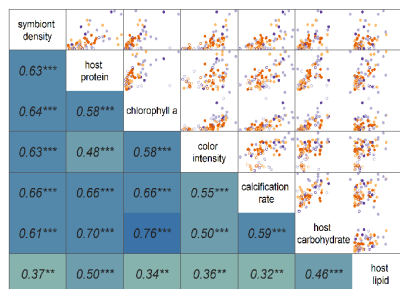 symbiont
density
host
protein
0.63***
chlorophyll a
0.64*** 0.58***
color
intensity
0.63*** 0.48*** 0.58***
calcification
rate
0.66*** 0.66*** 0.66*** 0.55***
host
carbohydrate
0.61*** 0.70*** 0.76*** 0.50*** 0.59***
host
lipid
0.37** 0.50*** 0.34** 0.36** 0.32** 0.46***